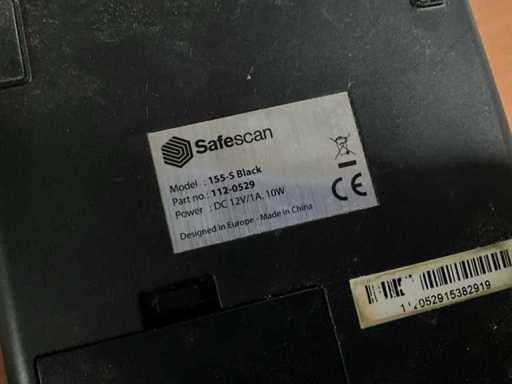 Safescan
Model : 155-S Black
Part no.: 112-0529
Power : DC 12V/1A, 10W
Designed in Europe - Made in China
CE